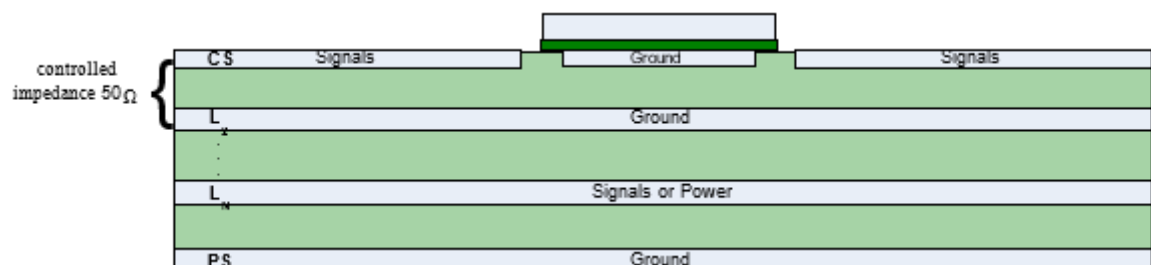 CS Signals Ground Signals
controlled
impedance 50Ω
L Ground
L N Signals or Power
PS Ground